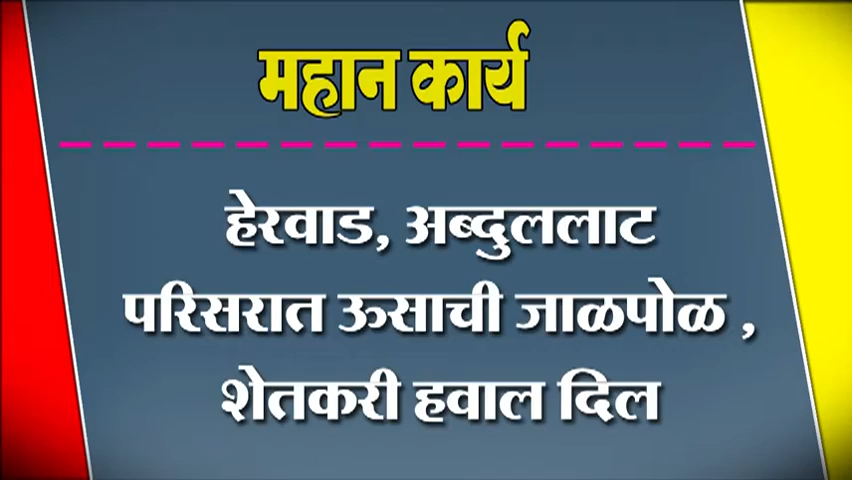 महान कार्य
हेरवाड, अब्दुललाट
परिसरात ऊसाची जाळपोळ ,
शेतकरी हवाल दिल